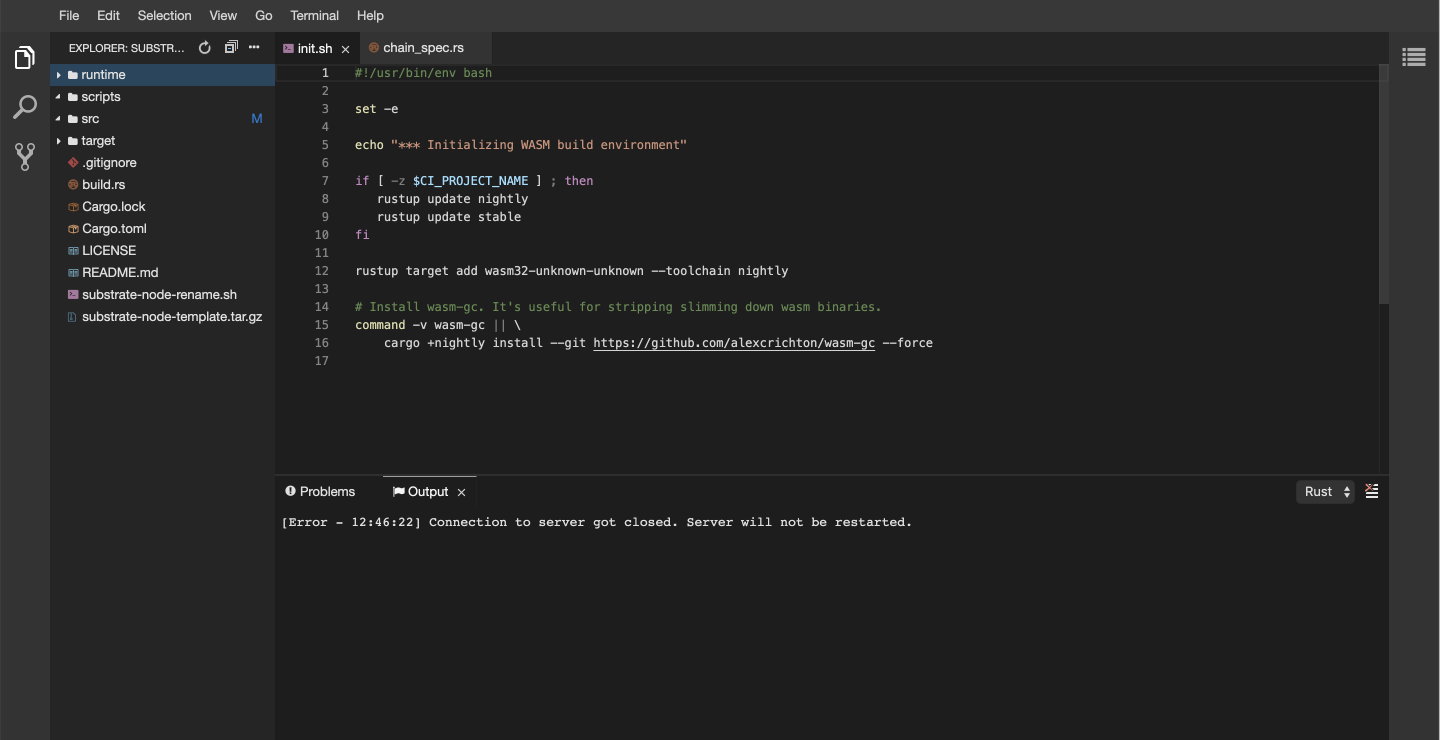 File Edit Selection View Go Terminal Help
EXPLORER: SUBSTR...
runtime
scripts
src M
target
.gitignore
build.rs
Cargo.lock
Cargo.toml
LICENSE
README.md
substrate-node-rename.sh
substrate-node-template.tar.gz
init.sh chain_spec.rs
1 #!/usr/bin/env bash
2
3 set -e
4
5 echo "*** Initializing WASM build environment"
6
7 if [ -z $CI_PROJECT_NAME ] ; then
8 rustup update nightly
9 rustup update stable
10 fi
11
12 rustup target add wasm32-unknown-unknown --toolchain nightly
13
14 # Install wasm-gc. It's useful for stripping slimming down wasm binaries.
15 command -v wasm-gc || \
16 cargo +nightly install --git https://github.com/alexcrichton/wasm-gc --force
17
Problems Output Rust
[Error - 12:46:22] Connection to server got closed. Server will not be restarted.